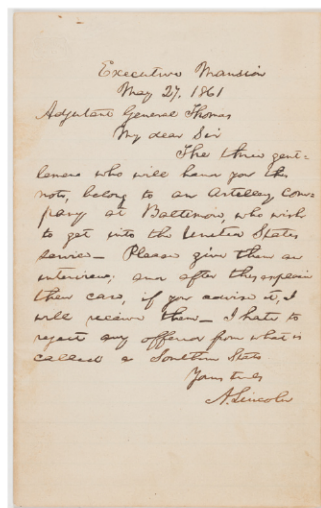 Executive Mansion
May 27, 1861
Adjutant General Thomas
My dear Sir
The three gent-
lemen who will hand you this
note, belong to an Artillery Com-
pany at Baltimore, who wish
to get into the United States
service— Please give them an
interview; and after they explain
their case, if you advise it, I
will receive them— I hate to
reject any offered from what is
called a Southern State
Yours truly
A. Lincoln